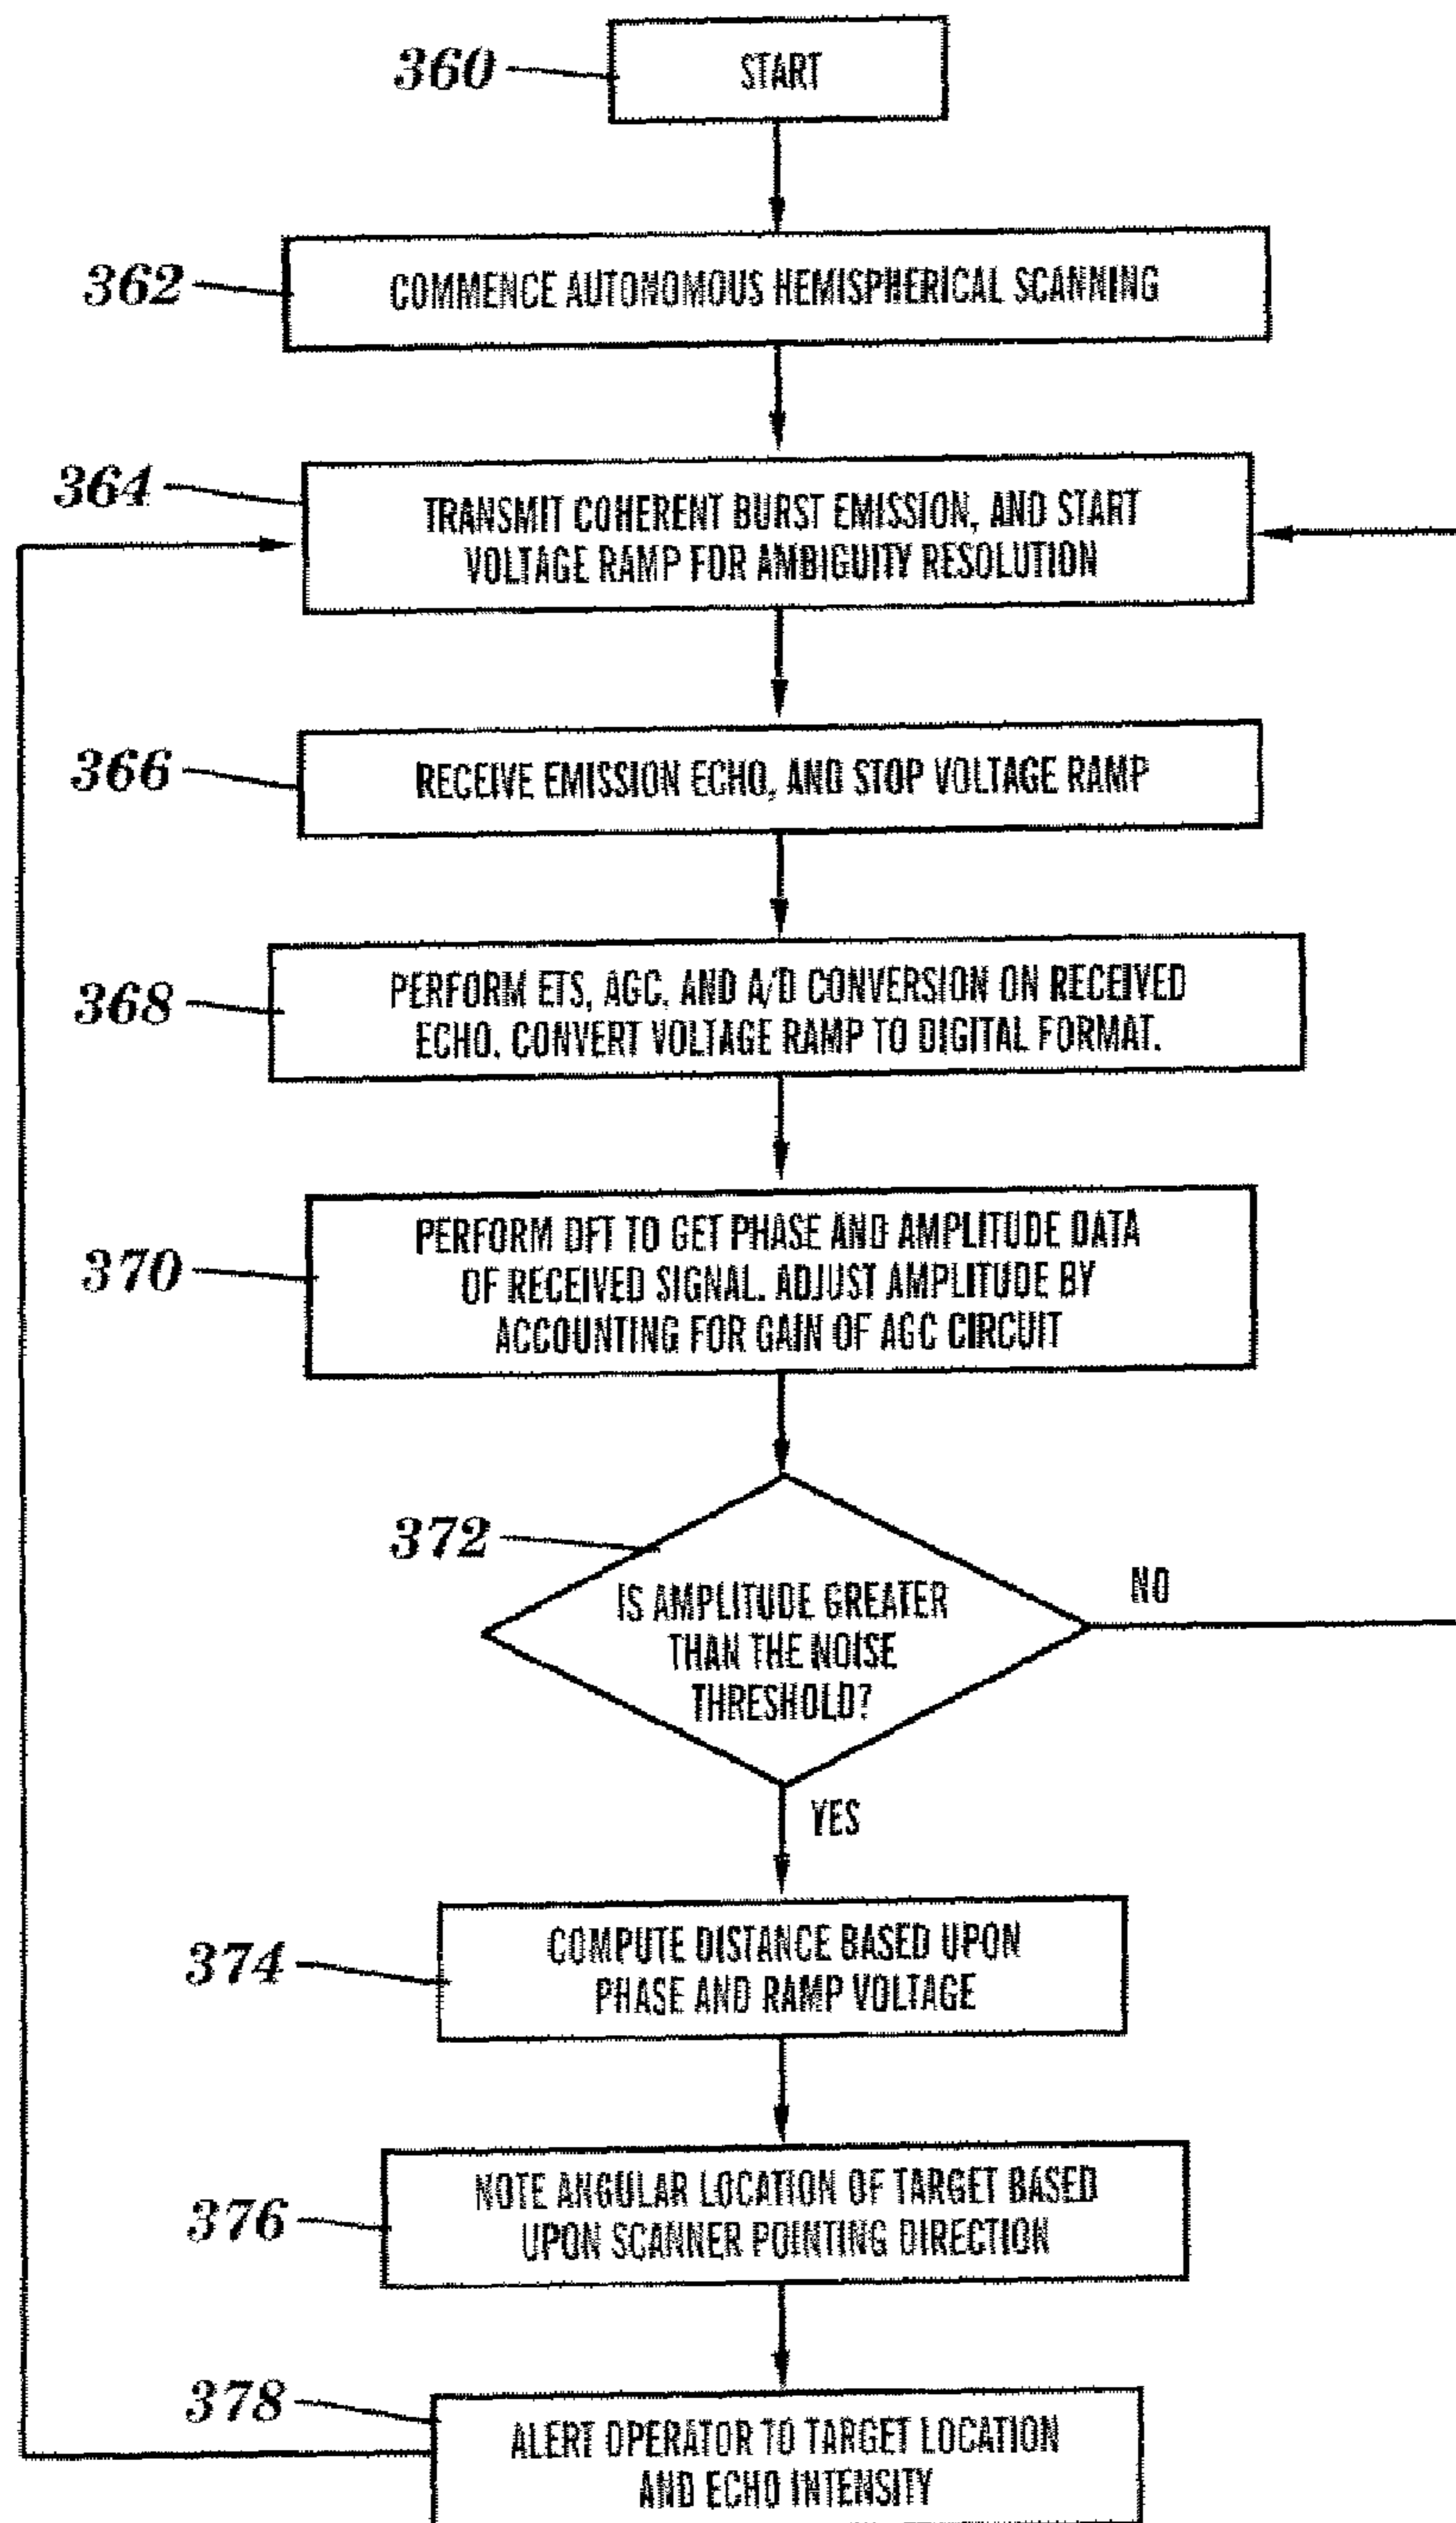 360
START
362
COMMENCE AUTONOMOUS HEMISPHERICAL SCANNING
364
TRANSMIT COHERENT BURST EMISSION, AND START
VOLTAGE RAMP FOR AMBIGUITY RESOLUTION
366
RECEIVE EMISSION ECHO, AND STOP VOLTAGE RAMP
368
PERFORM ETS, AGC, AND A/D CONVERSION ON RECEIVED
ECHO. CONVERT VOLTAGE RAMP TO DIGITAL FORMAT.
370
PERFORM DFT TO GET PHASE AND AMPLITUDE DATA
OF RECEIVED SIGNAL. ADJUST AMPLITUDE BY
ACCOUNTING FOR GAIN OF AGC CIRCUIT
372
IS AMPLITUDE GREATER
THAN THE NOISE
THRESHOLD?
NO
YES
374
COMPUTE DISTANCE BASED UPON
PHASE AND RAMP VOLTAGE
376
NOTE ANGULAR LOCATION OF TARGET BASED
UPON SCANNER POINTING DIRECTION
378
ALERT OPERATOR TO TARGET LOCATION
AND ECHO INTENSITY